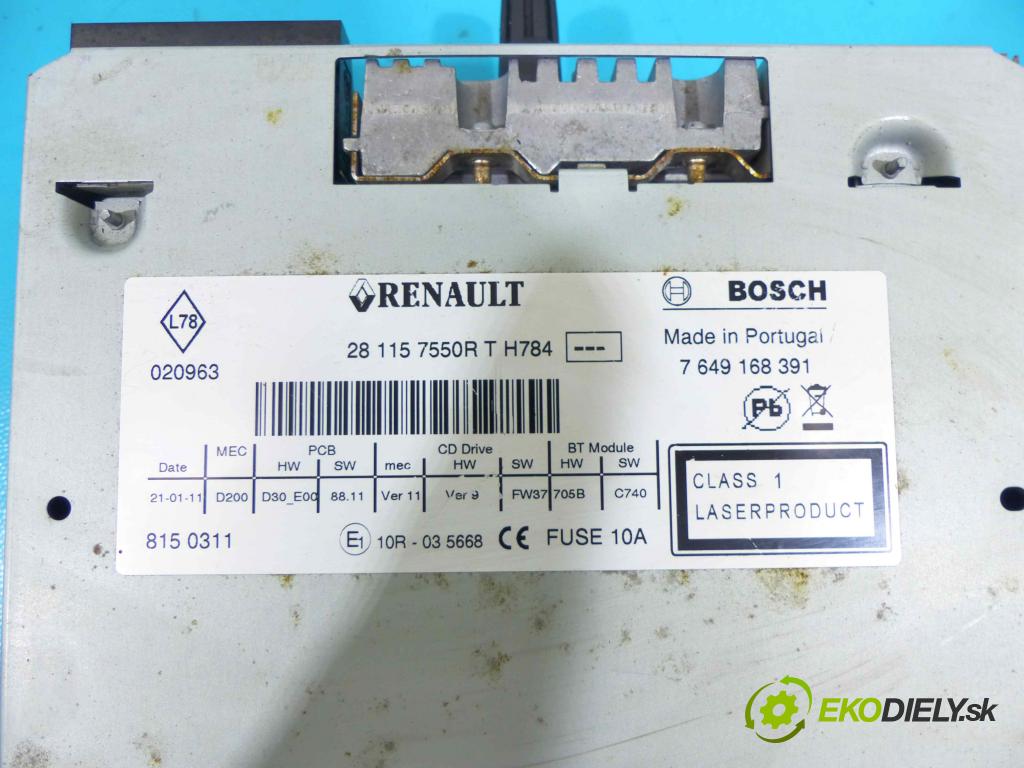 RENAULT
BOSCH
L78
28 115 7550R T H784 ---
Made in Portugal
020963
7 649 168 391
Pb
MEC PCB CD Drive BT Module
Date HW SW mec HW SW HW SW
21-01-11 D200 D30_E00 88.11 Ver 11 Ver 9 FW37 705B C740
CLASS 1
LASERPRODUCT
815 0311 E1 10R - 03 5668 CE FUSE 10A
EKODIELY.sk